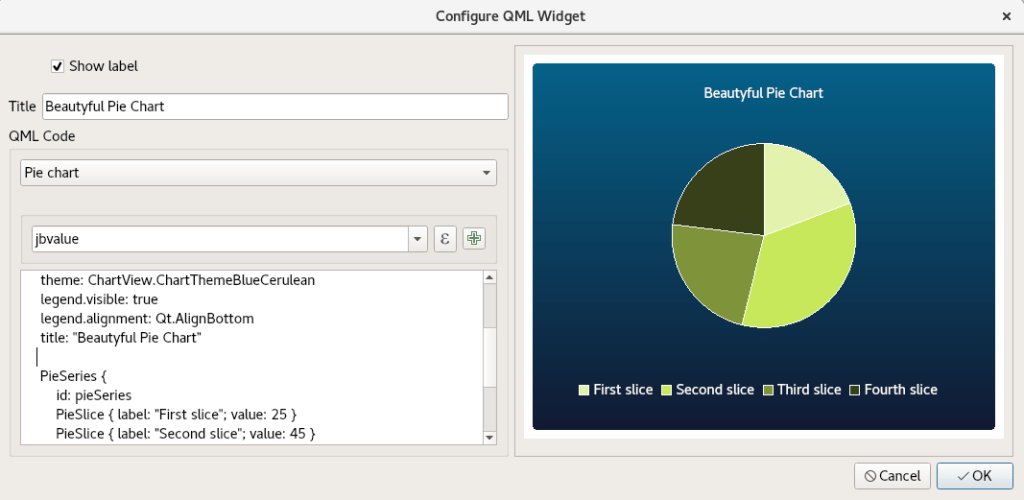 Configure QML Widget
Show label
Title Beautyful Pie Chart
QML Code
Pie chart
jbvalue
ε
theme: ChartView.ChartThemeBlueCerulean
legend.visible: true
legend.alignment: Qt.AlignBottom
title: "Beautyful Pie Chart"
PieSeries {
id: pieSeries
PieSlice { label: "First slice"; value: 25 }
PieSlice { label: "Second slice"; value: 45 }
Beautyful Pie Chart
First slice Second slice Third slice Fourth slice
Cancel OK